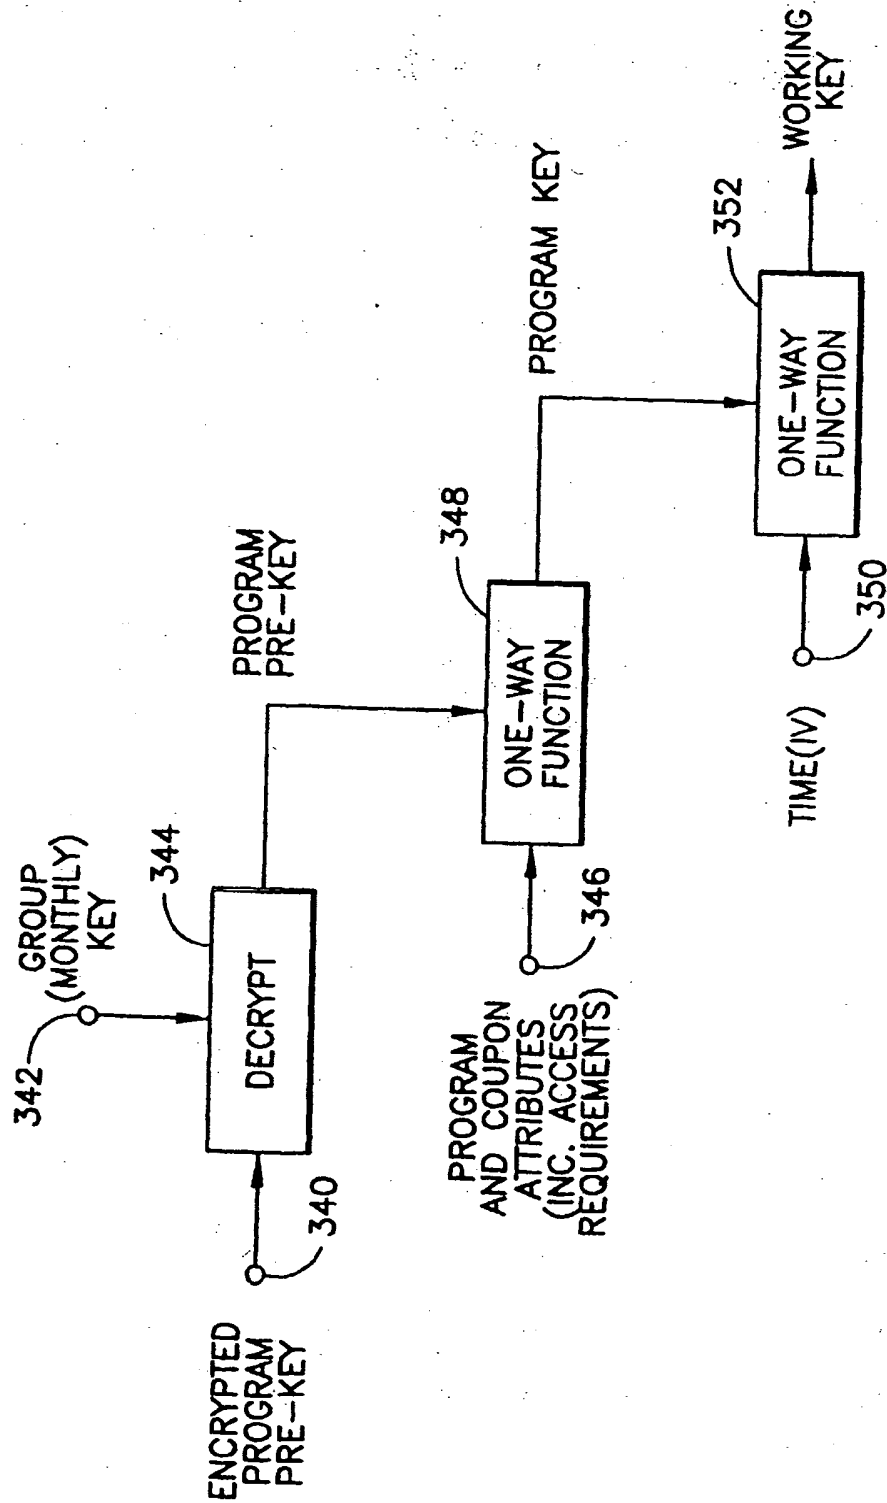 GROUP
(MONTHLY)
KEY
342
344
ENCRYPTED
PROGRAM
PRE-KEY
340
DECRYPT
PROGRAM
PRE-KEY
PROGRAM
AND COUPON
ATTRIBUTES
(INC. ACCESS
REQUIREMENTS)
346
348
ONE-WAY
FUNCTION
PROGRAM KEY
TIME(IV)
350
352
ONE-WAY
FUNCTION
WORKING
KEY